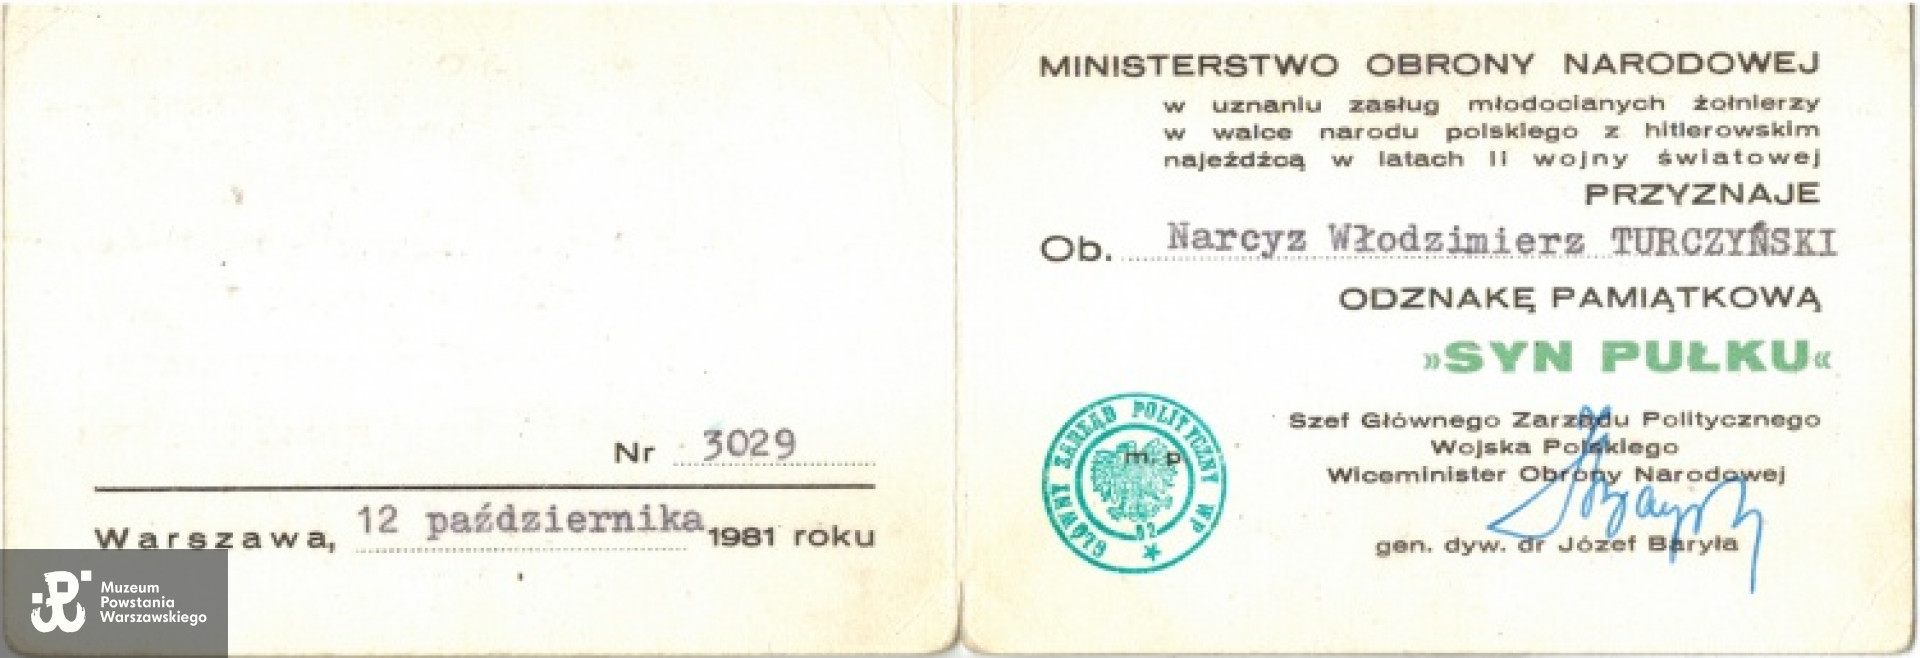 Nr 3029
Warszawa, 12 października 1981 roku
Muzeum
Powstania
Warszawskiego
MINISTERSTWO OBRONY NARODOWEJ
w uznaniu zasług młodocianych żołnierzy
w walce narodu polskiego z hitlerowskim
najeźdźcą w latach II wojny światowej
PRZYZNAJE
Ob. Narcyz Włodzimierz TURCZYŃSKI
ODZNAKĘ PAMIĄTKOWĄ
»SYN PUŁKU«
Szef Głównego Zarządu Politycznego
Wojska Polskiego
Wiceminister Obrony Narodowej
gen. dyw. dr Józef Baryła
GŁÓWNY ZARZĄD POLITYCZNY WP
m. p.
92